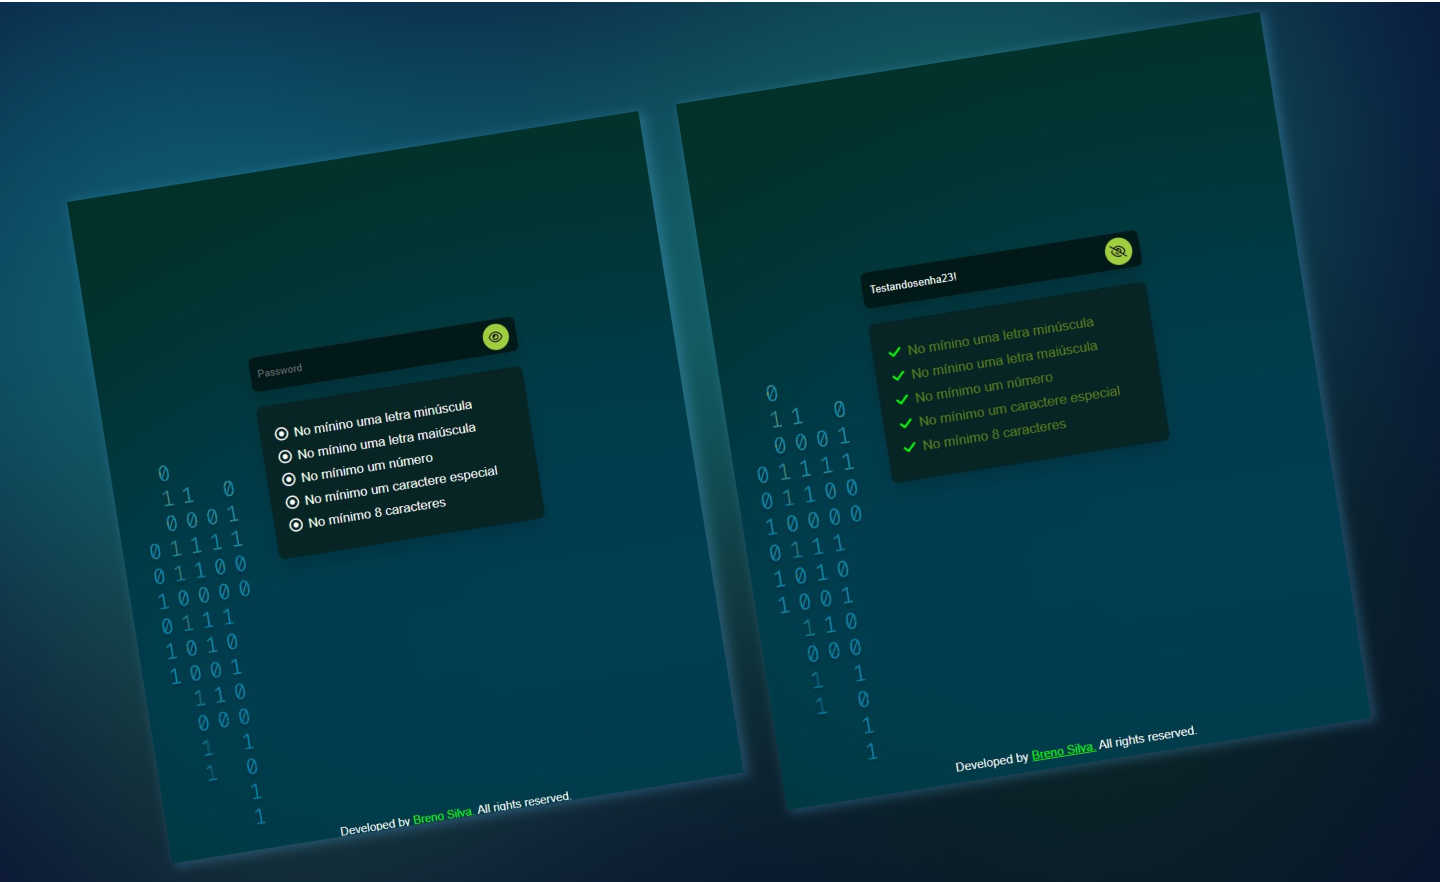 Password
No mínino uma letra minúscula
No mínino uma letra maiúscula
No mínimo um número
No mínimo um caractere especial
No mínimo 8 caracteres
0
1 1 0
0 0 0 1
0 1 1 1 1
0 1 1 0 0
1 0 0 0 0
0 1 1 1
1 0 1 0
1 0 0 1
1 1 0
0 0 0
1 1
1 0
1
1
Developed by Breno Silva. All rights reserved.
Testandosenha23!
No mínino uma letra minúscula
No mínino uma letra maiúscula
No mínimo um número
No mínimo um caractere especial
No mínimo 8 caracteres
0
1 1 0
0 0 0 1
0 1 1 1 1
0 1 1 0 0
1 0 0 0 0
0 1 1 1
1 0 1 0
1 0 0 1
1 1 0
0 0 0
1 1
1 0
1
1
Developed by Breno Silva. All rights reserved.